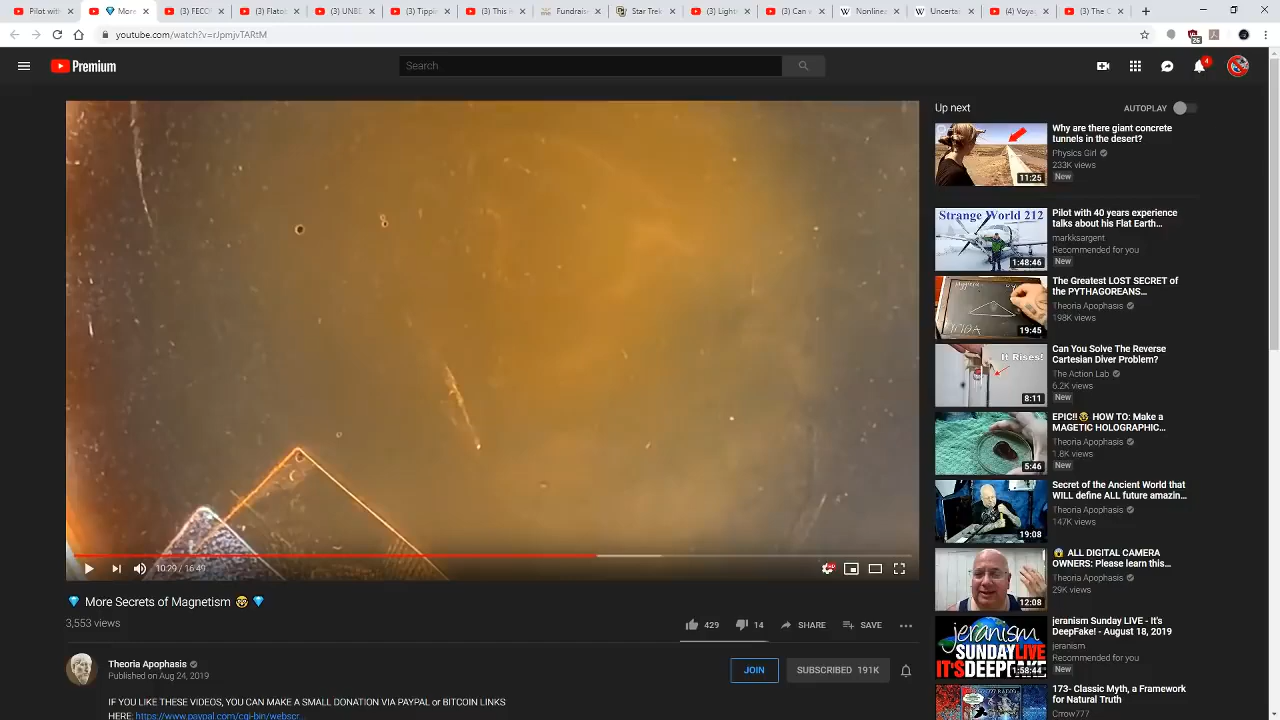 Pilot with
More
(3) FECC
(3) Flatol
(3) UNBE
(3) Tippi
(3) This i
Fundrais
Star Trek
(3) Light
(3) Can
Nonlinea
Uncerta
(4) Voya
(3) The C
youtube.com/watch?v=rJpmjvTARtM
26
Premium
Search
4
Up next
AUTOPLAY
Why are there giant concrete
tunnels in the desert?
Physics Girl
233K views
New
11:25
Strange World 212
1:48:46
Pilot with 40 years experience
talks about his Flat Earth...
markksargent
Recommended for you
New
19:45
The Greatest LOST SECRET of
the PYTHAGOREANS...
Theoria Apophasis
198K views
It Rises!
8:11
Can You Solve The Reverse
Cartesian Diver Problem?
The Action Lab
6.2K views
New
5:46
EPIC!! HOW TO: Make a
MAGETIC HOLOGRAPHIC...
Theoria Apophasis
1.8K views
New
19:08
Secret of the Ancient World that
WILL define ALL future amazin...
Theoria Apophasis
147K views
12:08
ALL DIGITAL CAMERA
OWNERS: Please learn this...
Theoria Apophasis
29K views
jeranism
SUNDAY LIVE
IT'S DEEPFAKE!
1:58:44
jeranism Sunday LIVE - It's
DeepFake! - August 18, 2019
jeranism
Recommended for you
New
173- Classic Myth, a Framework
for Natural Truth
Crrow777
10:29 / 16:49
💎 More Secrets of Magnetism 🤓 💎
3,553 views
429
14
SHARE
SAVE
Theoria Apophasis
Published on Aug 24, 2019
JOIN
SUBSCRIBED 191K
IF YOU LIKE THESE VIDEOS, YOU CAN MAKE A SMALL DONATION VIA PAYPAL or BITCOIN LINKS
HERE: https://www.paypal.com/cgi-bin/webscr...